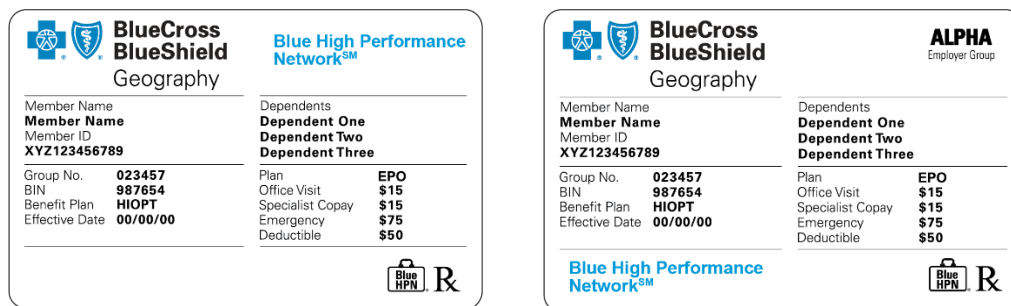 BlueCross
BlueShield
Geography
Blue High Performance
Network℠
Member Name
Member Name
Member ID
XYZ123456789
Dependents
Dependent One
Dependent Two
Dependent Three
Group No. 023457
BIN 987654
Benefit Plan HIOPT
Effective Date 00/00/00
Plan EPO
Office Visit $15
Specialist Copay $15
Emergency $75
Deductible $50
Blue
HPN
Rx
BlueCross
BlueShield
Geography
ALPHA
Employer Group
Member Name
Member Name
Member ID
XYZ123456789
Dependents
Dependent One
Dependent Two
Dependent Three
Group No. 023457
BIN 987654
Benefit Plan HIOPT
Effective Date 00/00/00
Plan EPO
Office Visit $15
Specialist Copay $15
Emergency $75
Deductible $50
Blue High Performance
Network℠
Blue
HPN
Rx